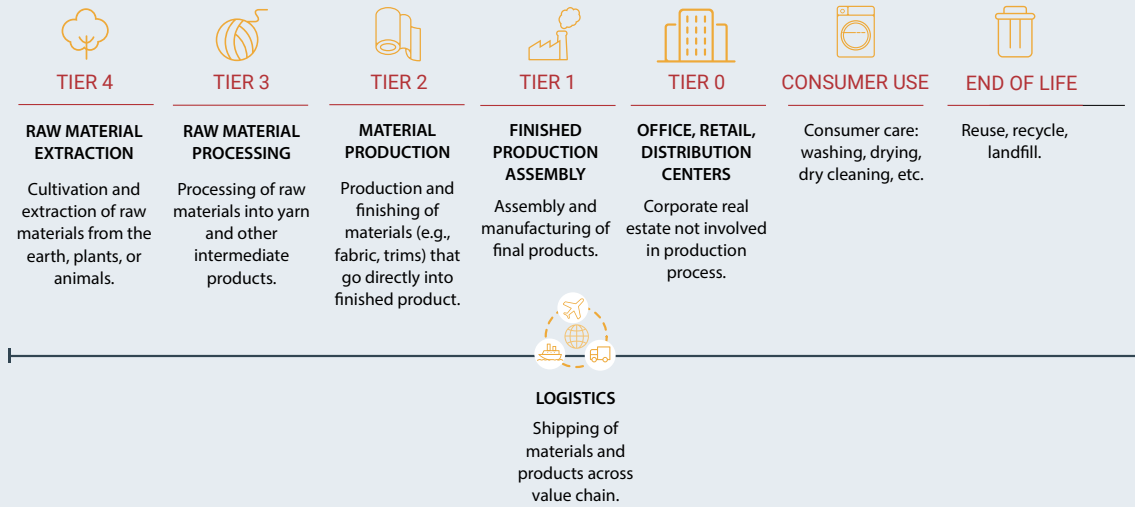 TIER 4
RAW MATERIAL
EXTRACTION
Cultivation and
extraction of raw
materials from the
earth, plants, or
animals.
TIER 3
RAW MATERIAL
PROCESSING
Processing of raw
materials into yarn
and other
intermediate
products.
TIER 2
MATERIAL
PRODUCTION
Production and
finishing of
materials (e.g.,
fabric, trims) that
go directly into
finished product.
TIER 1
FINISHED
PRODUCTION
ASSEMBLY
Assembly and
manufacturing of
final products.
TIER 0
OFFICE, RETAIL,
DISTRIBUTION
CENTERS
Corporate real
estate not involved
in production
process.
CONSUMER USE
Consumer care:
washing, drying,
dry cleaning, etc.
END OF LIFE
Reuse, recycle,
landfill.
LOGISTICS
Shipping of
materials and
products across
value chain.